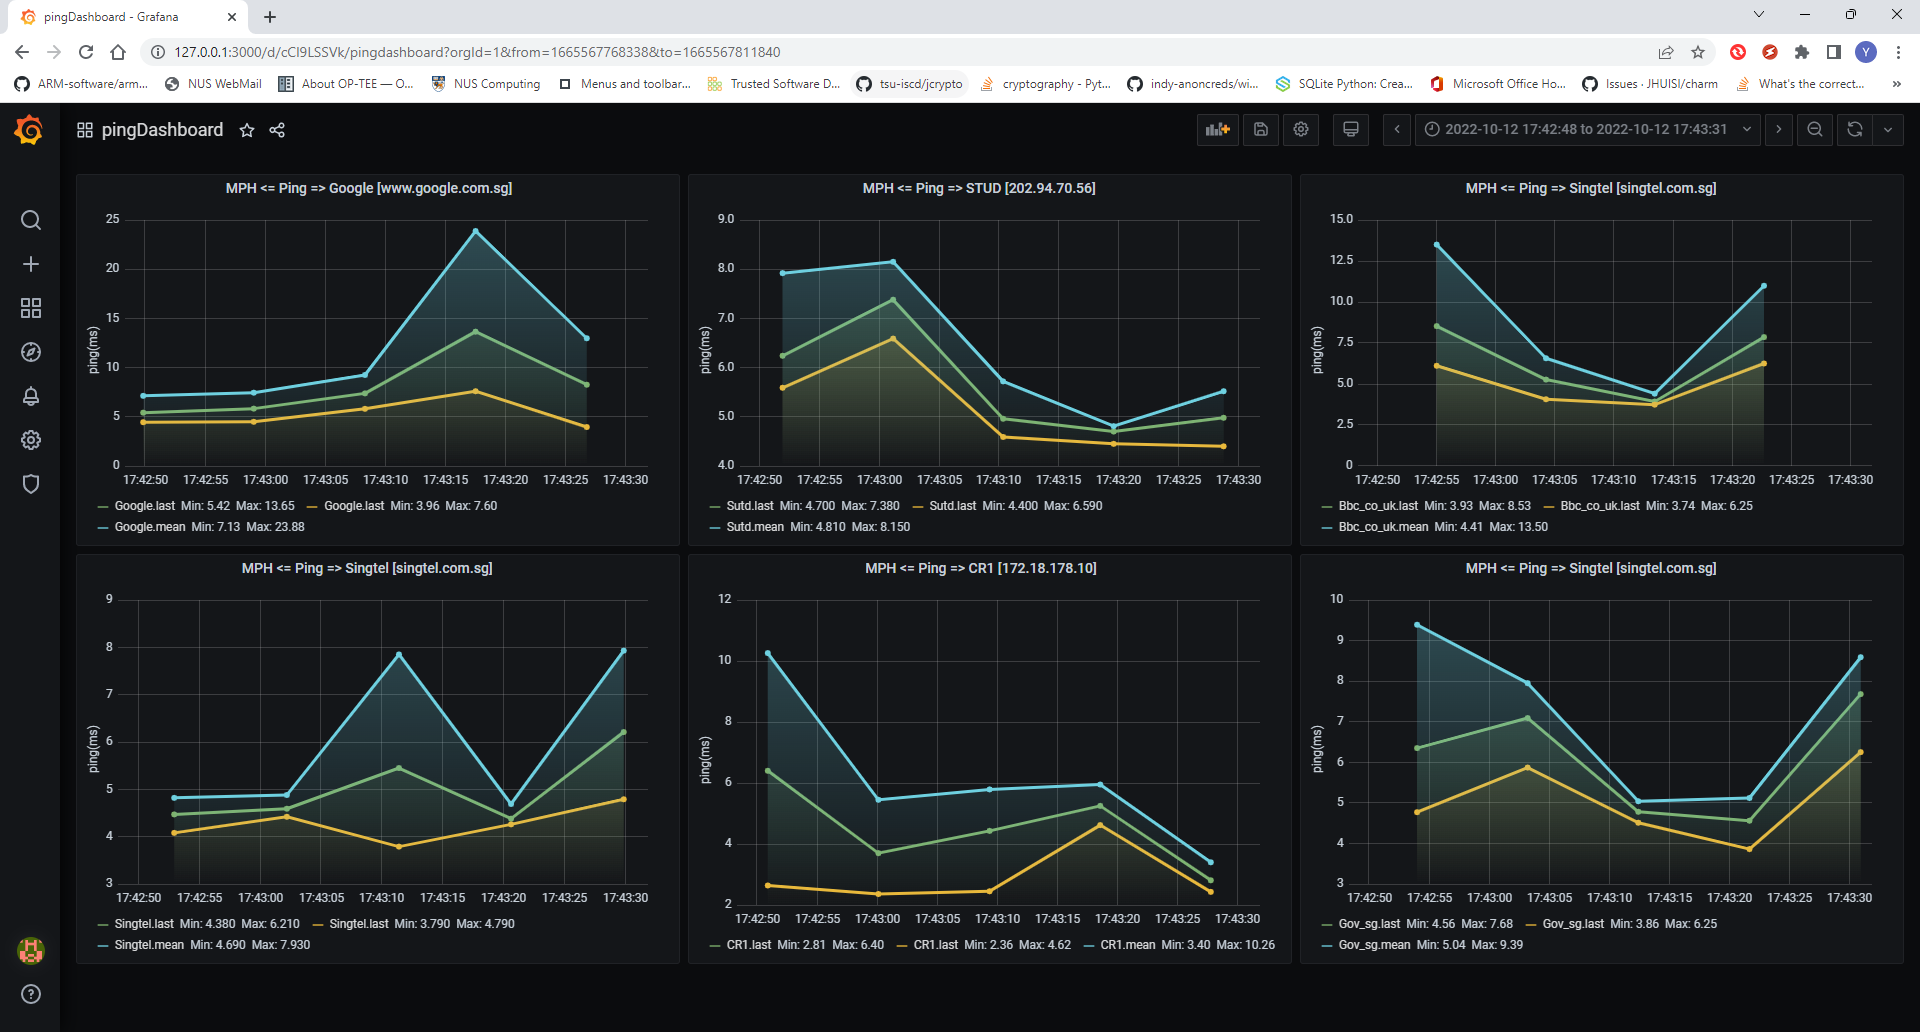 pingDashboard - Grafana
127.0.0.1:3000/d/cCI9LSSVk/pingdashboard?orgId=1&from=1665567768338&to=1665567811840
Y
ARM-software/arm... NUS WebMail About OP-TEE — O... NUS Computing Menus and toolbar... Trusted Software D... tsu-iscd/jcrypto cryptography - Pyt... indy-anoncreds/wi... SQLite Python: Crea... Microsoft Office Ho... Issues · JHUISI/charm What's the correct... »
pingDashboard
2022-10-12 17:42:48 to 2022-10-12 17:43:31
MPH <= Ping => Google [www.google.com.sg]
25
20
15
10
5
0
ping(ms)
17:42:50 17:42:55 17:43:00 17:43:05 17:43:10 17:43:15 17:43:20 17:43:25 17:43:30
Google.last Min: 5.42 Max: 13.65 Google.last Min: 3.96 Max: 7.60
Google.mean Min: 7.13 Max: 23.88
MPH <= Ping => STUD [202.94.70.56]
9.0
8.0
7.0
6.0
5.0
4.0
ping(ms)
17:42:50 17:42:55 17:43:00 17:43:05 17:43:10 17:43:15 17:43:20 17:43:25 17:43:30
Sutd.last Min: 4.700 Max: 7.380 Sutd.last Min: 4.400 Max: 6.590
Sutd.mean Min: 4.810 Max: 8.150
MPH <= Ping => Singtel [singtel.com.sg]
15.0
12.5
10.0
7.5
5.0
2.5
0
ping(ms)
17:42:50 17:42:55 17:43:00 17:43:05 17:43:10 17:43:15 17:43:20 17:43:25 17:43:30
Bbc_co_uk.last Min: 3.93 Max: 8.53 Bbc_co_uk.last Min: 3.74 Max: 6.25
Bbc_co_uk.mean Min: 4.41 Max: 13.50
MPH <= Ping => Singtel [singtel.com.sg]
9
8
7
6
5
4
3
ping(ms)
17:42:50 17:42:55 17:43:00 17:43:05 17:43:10 17:43:15 17:43:20 17:43:25 17:43:30
Singtel.last Min: 4.380 Max: 6.210 Singtel.last Min: 3.790 Max: 4.790
Singtel.mean Min: 4.690 Max: 7.930
MPH <= Ping => CR1 [172.18.178.10]
12
10
8
6
4
2
ping(ms)
17:42:50 17:42:55 17:43:00 17:43:05 17:43:10 17:43:15 17:43:20 17:43:25 17:43:30
CR1.last Min: 2.81 Max: 6.40 CR1.last Min: 2.36 Max: 4.62 CR1.mean Min: 3.40 Max: 10.26
MPH <= Ping => Singtel [singtel.com.sg]
10
9
8
7
6
5
4
3
ping(ms)
17:42:50 17:42:55 17:43:00 17:43:05 17:43:10 17:43:15 17:43:20 17:43:25 17:43:30
Gov_sg.last Min: 4.56 Max: 7.68 Gov_sg.last Min: 3.86 Max: 6.25
Gov_sg.mean Min: 5.04 Max: 9.39